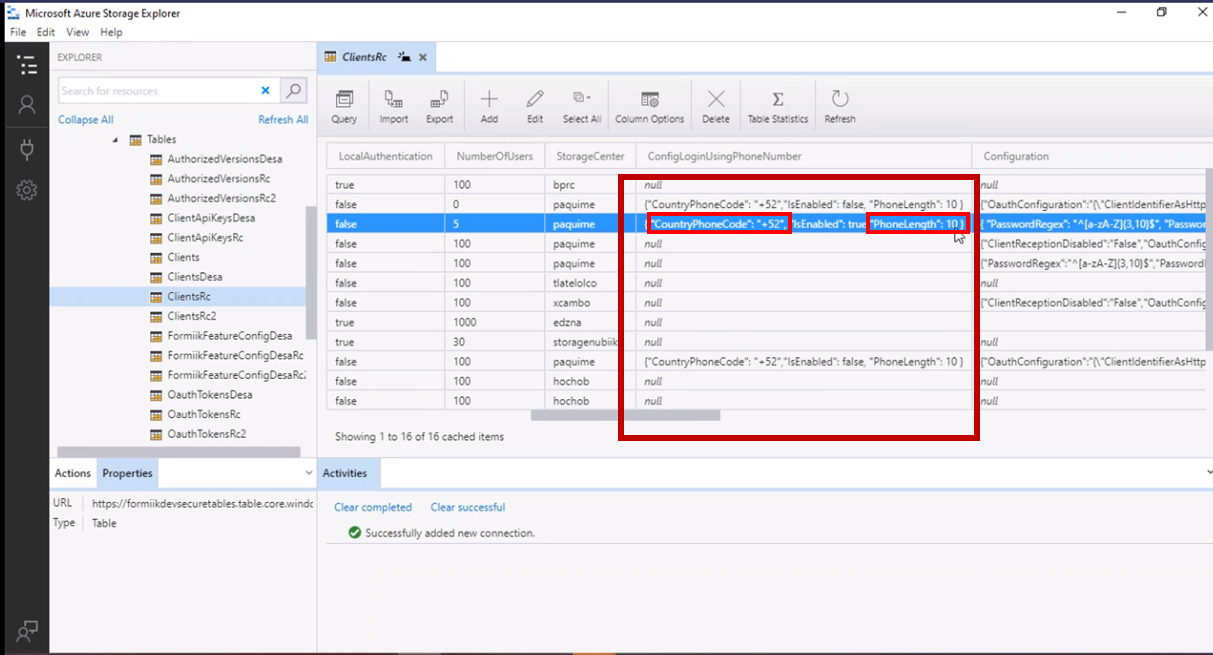 Microsoft Azure Storage Explorer
File Edit View Help
EXPLORER
Search for resources
Collapse All Refresh All
Tables
AuthorizedVersionsDesa
AuthorizedVersionsRc
AuthorizedVersionsRc2
ClientApiKeysDesa
ClientApiKeysRc
Clients
ClientsDesa
ClientsRc
ClientsRc2
FormiikFeatureConfigDesa
FormiikFeatureConfigDesaRc
FormiikFeatureConfigDesaRc2
OauthTokensDesa
OauthTokensRc
OauthTokensRc2
Actions Properties
URL https://formiikdevsecuretables.table.core.windo
Type Table
ClientsRc
Query Import Export Add Edit Select All Column Options Delete Table Statistics Refresh
LocalAuthentication NumberOfUsers StorageCenter ConfigLoginUsingPhoneNumber Configuration
true 100 bprc null null
false 0 paquime {"CountryPhoneCode": "+52","IsEnabled": false, "PhoneLength": 10 } {"OauthConfiguration":"[\"ClientIdentifierAsHttp
false 5 paquime { "CountryPhoneCode": "+52", "IsEnabled": true, "PhoneLength": 10 } { "PasswordRegex": "^[a-zA-Z]{3,10}$", "Passwor
false 100 paquime null {"ClientReceptionDisabled":"False","OauthConfig
false 100 paquime null {"PasswordRegex":"^[a-zA-Z]{3,10}$","Password
false 100 tlatelolco null null
false 100 xcambo null {"ClientReceptionDisabled":"False","OauthConfig
true 1000 edzna null
true 30 storagenubiik null null
false 100 paquime {"CountryPhoneCode": "+52","IsEnabled": false, "PhoneLength": 10 } {"OauthConfiguration":"[\"ClientIdentifierAsHttp
false 100 hochob null null
false 100 hochob null null
Showing 1 to 16 of 16 cached items
Activities
Clear completed Clear successful
Successfully added new connection.